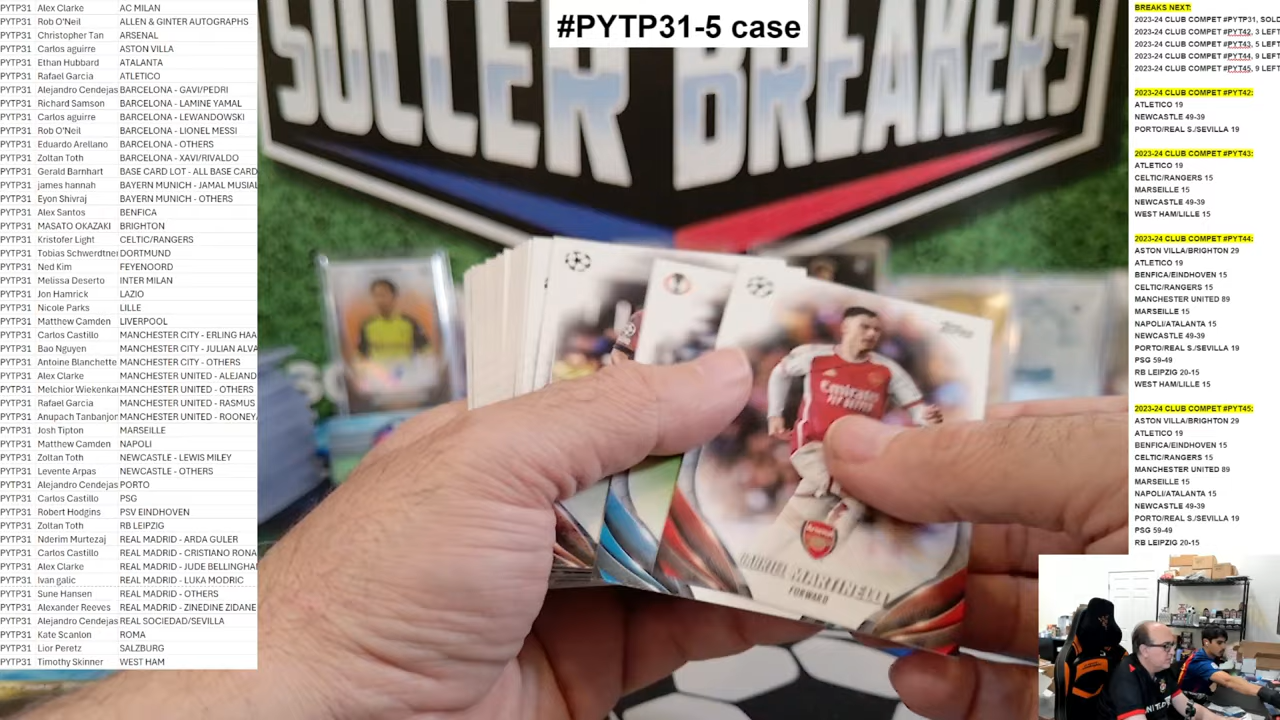 #PYTP31-5 case
SOCCER BREAKERS
PYTP31 Alex Clarke AC MILAN
PYTP31 Rob O'Neil ALLEN & GINTER AUTOGRAPHS
PYTP31 Christopher Tan ARSENAL
PYTP31 Carlos aguirre ASTON VILLA
PYTP31 Ethan Hubbard ATALANTA
PYTP31 Rafael Garcia ATLETICO
PYTP31 Alejandro Cendejas BARCELONA - GAVI/PEDRI
PYTP31 Richard Samson BARCELONA - LAMINE YAMAL
PYTP31 Carlos aguirre BARCELONA - LEWANDOWSKI
PYTP31 Rob O'Neil BARCELONA - LIONEL MESSI
PYTP31 Eduardo Arellano BARCELONA - OTHERS
PYTP31 Zoltan Toth BARCELONA - XAVI/RIVALDO
PYTP31 Gerald Barnhart BASE CARD LOT - ALL BASE CARD
PYTP31 james hannah BAYERN MUNICH - JAMAL MUSIAL
PYTP31 Eyon Shivraj BAYERN MUNICH - OTHERS
PYTP31 Alex Santos BENFICA
PYTP31 MASATO OKAZAKI BRIGHTON
PYTP31 Kristofer Light CELTIC/RANGERS
PYTP31 Tobias Schwerdtner DORTMUND
PYTP31 Ned Kim FEYENOORD
PYTP31 Melissa Deserto INTER MILAN
PYTP31 Jon Hamrick LAZIO
PYTP31 Nicole Parks LILLE
PYTP31 Matthew Camden LIVERPOOL
PYTP31 Carlos Castillo MANCHESTER CITY - ERLING HAA
PYTP31 Bao Nguyen MANCHESTER CITY - JULIAN ALVA
PYTP31 Antoine Blanchette MANCHESTER CITY - OTHERS
PYTP31 Alex Clarke MANCHESTER UNITED - ALEJAND
PYTP31 Melchior Wiekenkar MANCHESTER UNITED - OTHERS
PYTP31 Rafael Garcia MANCHESTER UNITED - RASMUS
PYTP31 Anupach Tanbanjor MANCHESTER UNITED - ROONEY
PYTP31 Josh Tipton MARSEILLE
PYTP31 Matthew Camden NAPOLI
PYTP31 Zoltan Toth NEWCASTLE - LEWIS MILEY
PYTP31 Levente Arpas NEWCASTLE - OTHERS
PYTP31 Alejandro Cendejas PORTO
PYTP31 Carlos Castillo PSG
PYTP31 Robert Hodgins PSV EINDHOVEN
PYTP31 Zoltan Toth RB LEIPZIG
PYTP31 Nderim Murtezaj REAL MADRID - ARDA GULER
PYTP31 Carlos Castillo REAL MADRID - CRISTIANO RONA
PYTP31 Alex Clarke REAL MADRID - JUDE BELLINGHA
PYTP31 Ivan galic REAL MADRID - LUKA MODRIC
PYTP31 Sune Hansen REAL MADRID - OTHERS
PYTP31 Alexander Reeves REAL MADRID - ZINEDINE ZIDANE
PYTP31 Alejandro Cendejas REAL SOCIEDAD/SEVILLA
PYTP31 Kate Scanlon ROMA
PYTP31 Lior Peretz SALZBURG
PYTP31 Timothy Skinner WEST HAM
Topps
Emirates
Arsenal
GABRIEL MARTINELLI
FORWARD
BREAKS NEXT:
2023-24 CLUB COMPET #PYTP31, SOLD
2023-24 CLUB COMPET #PYT42, 3 LEFT
2023-24 CLUB COMPET #PYT43, 5 LEFT
2023-24 CLUB COMPET #PYT44, 9 LEFT
2023-24 CLUB COMPET #PYT45, 9 LEFT
2023-24 CLUB COMPET #PYT42:
ATLETICO 19
NEWCASTLE 49-39
PORTO/REAL S./SEVILLA 19
2023-24 CLUB COMPET #PYT43:
ATLETICO 19
CELTIC/RANGERS 15
MARSEILLE 15
NEWCASTLE 49-39
WEST HAM/LILLE 15
2023-24 CLUB COMPET #PYT44:
ASTON VILLA/BRIGHTON 29
ATLETICO 19
BENFICA/EINDHOVEN 15
CELTIC/RANGERS 15
MANCHESTER UNITED 89
MARSEILLE 15
NAPOLI/ATALANTA 15
NEWCASTLE 49-39
PORTO/REAL S./SEVILLA 19
PSG 59-49
RB LEIPZIG 20-15
WEST HAM/LILLE 15
2023-24 CLUB COMPET #PYT45:
ASTON VILLA/BRIGHTON 29
ATLETICO 19
BENFICA/EINDHOVEN 15
CELTIC/RANGERS 15
MANCHESTER UNITED 89
MARSEILLE 15
NAPOLI/ATALANTA 15
NEWCASTLE 49-39
PORTO/REAL S./SEVILLA 19
PSG 59-49
RB LEIPZIG 20-15